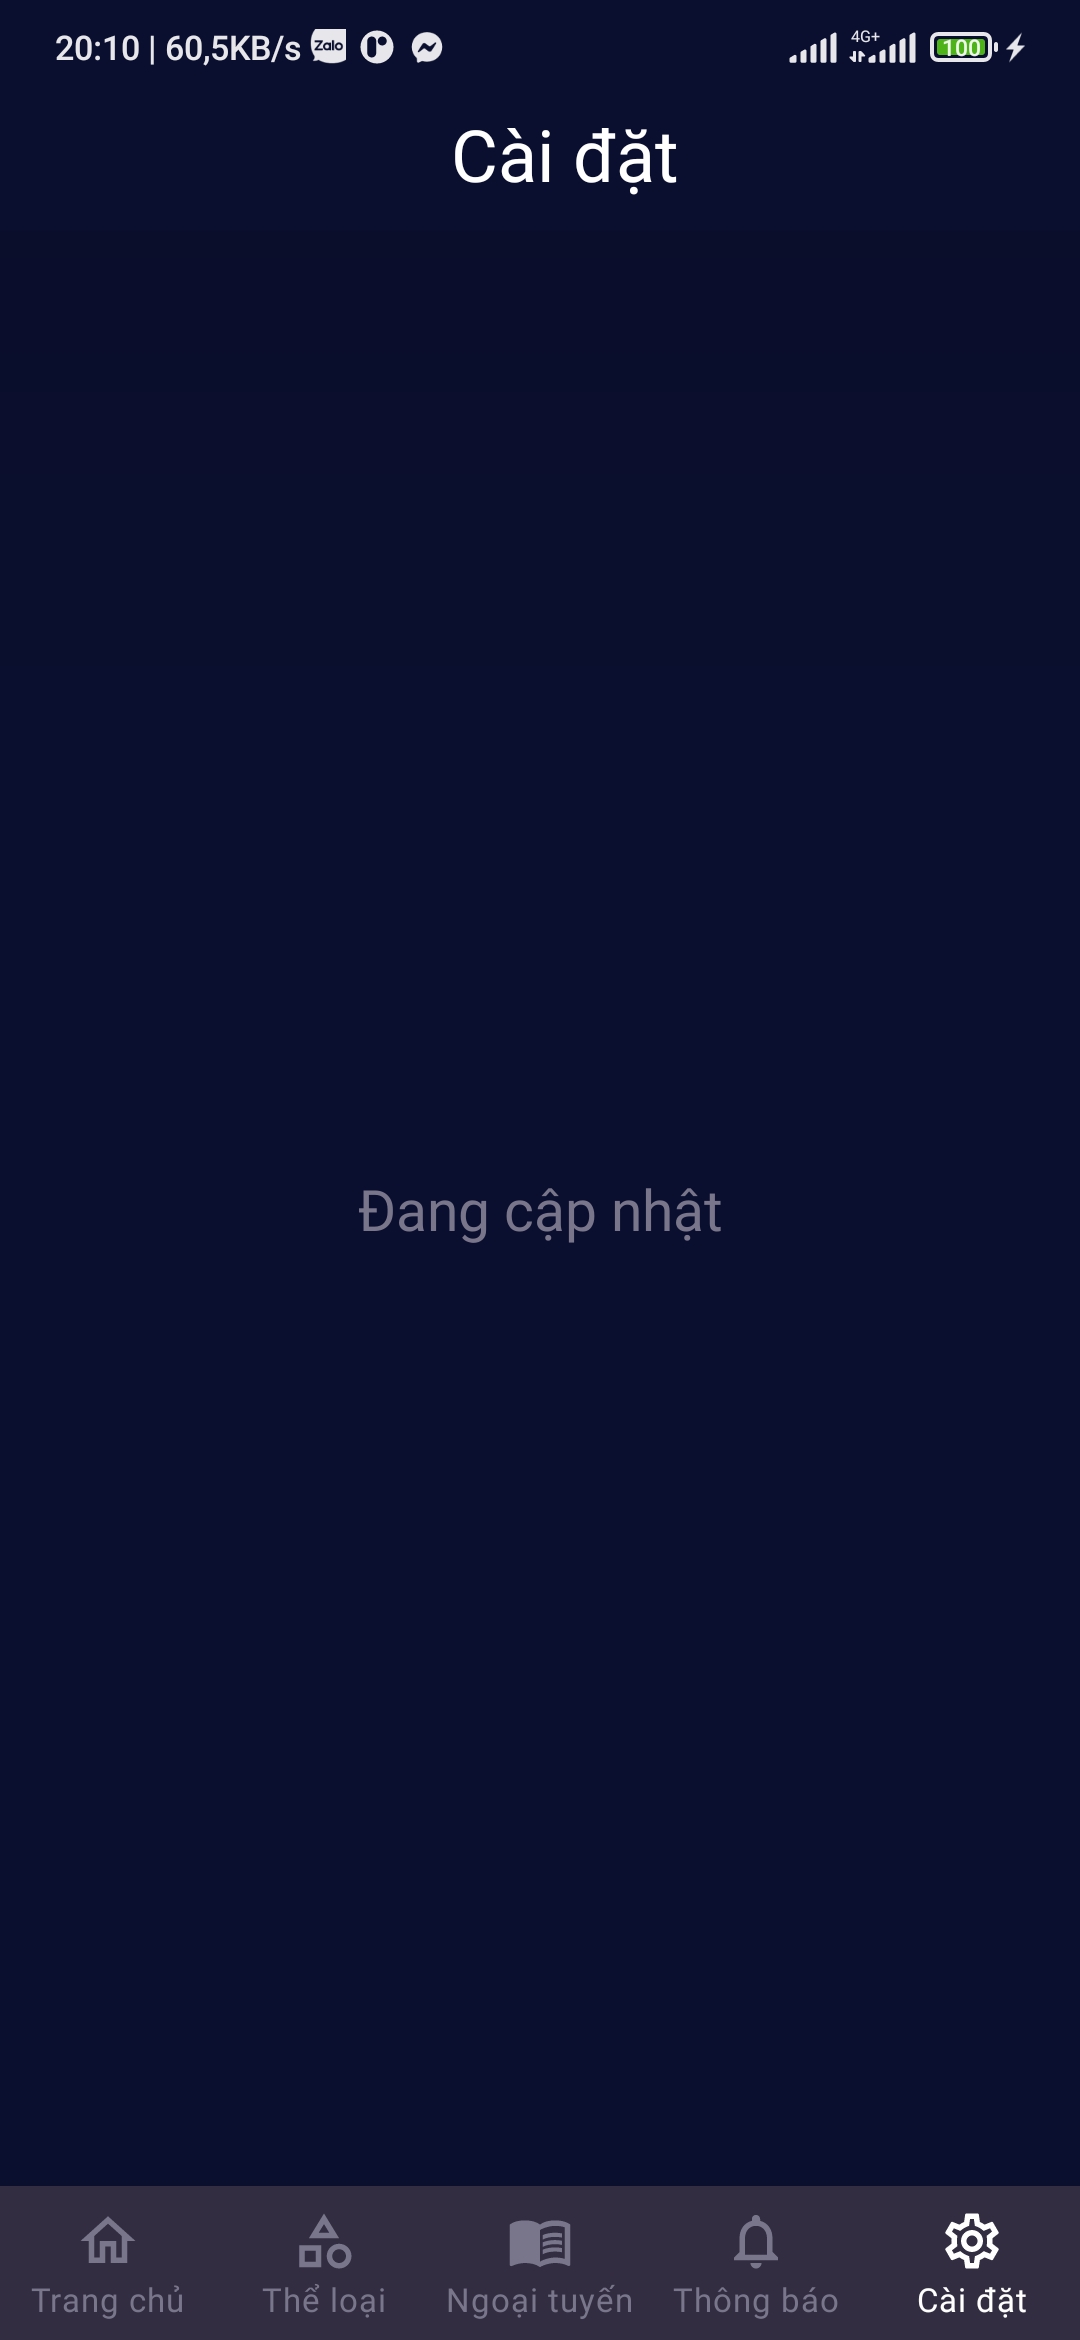 20:10 | 60,5KB/s Zalo 4G+ 100
Cài đặt
Đang cập nhật
Trang chủ Thể loại Ngoại tuyến Thông báo Cài đặt